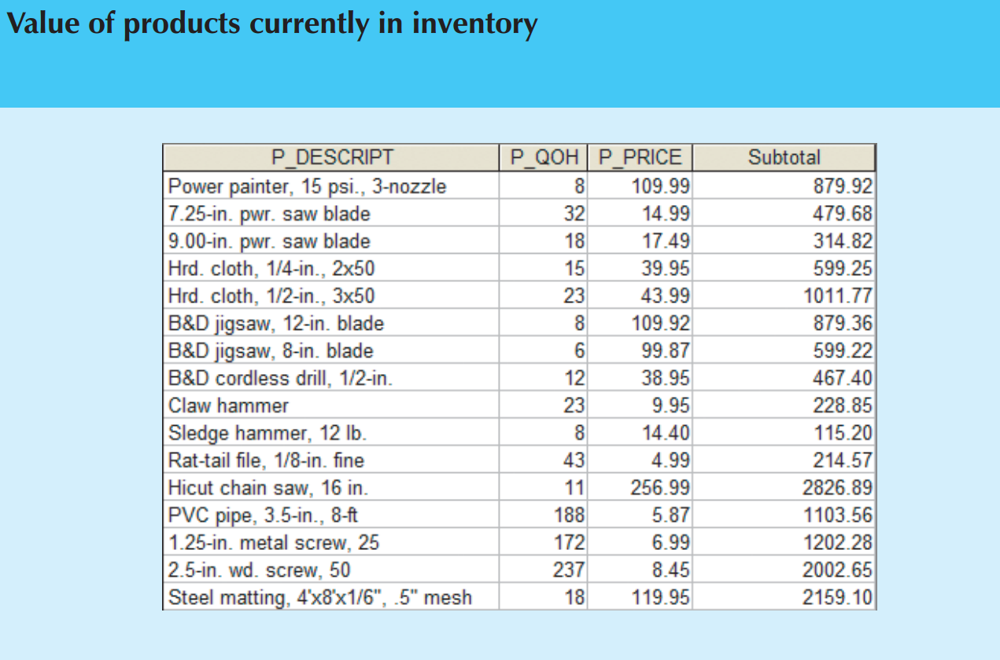 Value of products currently in inventory
P_DESCRIPT P_QOH P_PRICE Subtotal
Power painter, 15 psi., 3-nozzle 8 109.99 879.92
7.25-in. pwr. saw blade 32 14.99 479.68
9.00-in. pwr. saw blade 18 17.49 314.82
Hrd. cloth, 1/4-in., 2x50 15 39.95 599.25
Hrd. cloth, 1/2-in., 3x50 23 43.99 1011.77
B&D jigsaw, 12-in. blade 8 109.92 879.36
B&D jigsaw, 8-in. blade 6 99.87 599.22
B&D cordless drill, 1/2-in. 12 38.95 467.40
Claw hammer 23 9.95 228.85
Sledge hammer, 12 lb. 8 14.40 115.20
Rat-tail file, 1/8-in. fine 43 4.99 214.57
Hicut chain saw, 16 in. 11 256.99 2826.89
PVC pipe, 3.5-in., 8-ft 188 5.87 1103.56
1.25-in. metal screw, 25 172 6.99 1202.28
2.5-in. wd. screw, 50 237 8.45 2002.65
Steel matting, 4'x8'x1/6", .5" mesh 18 119.95 2159.10